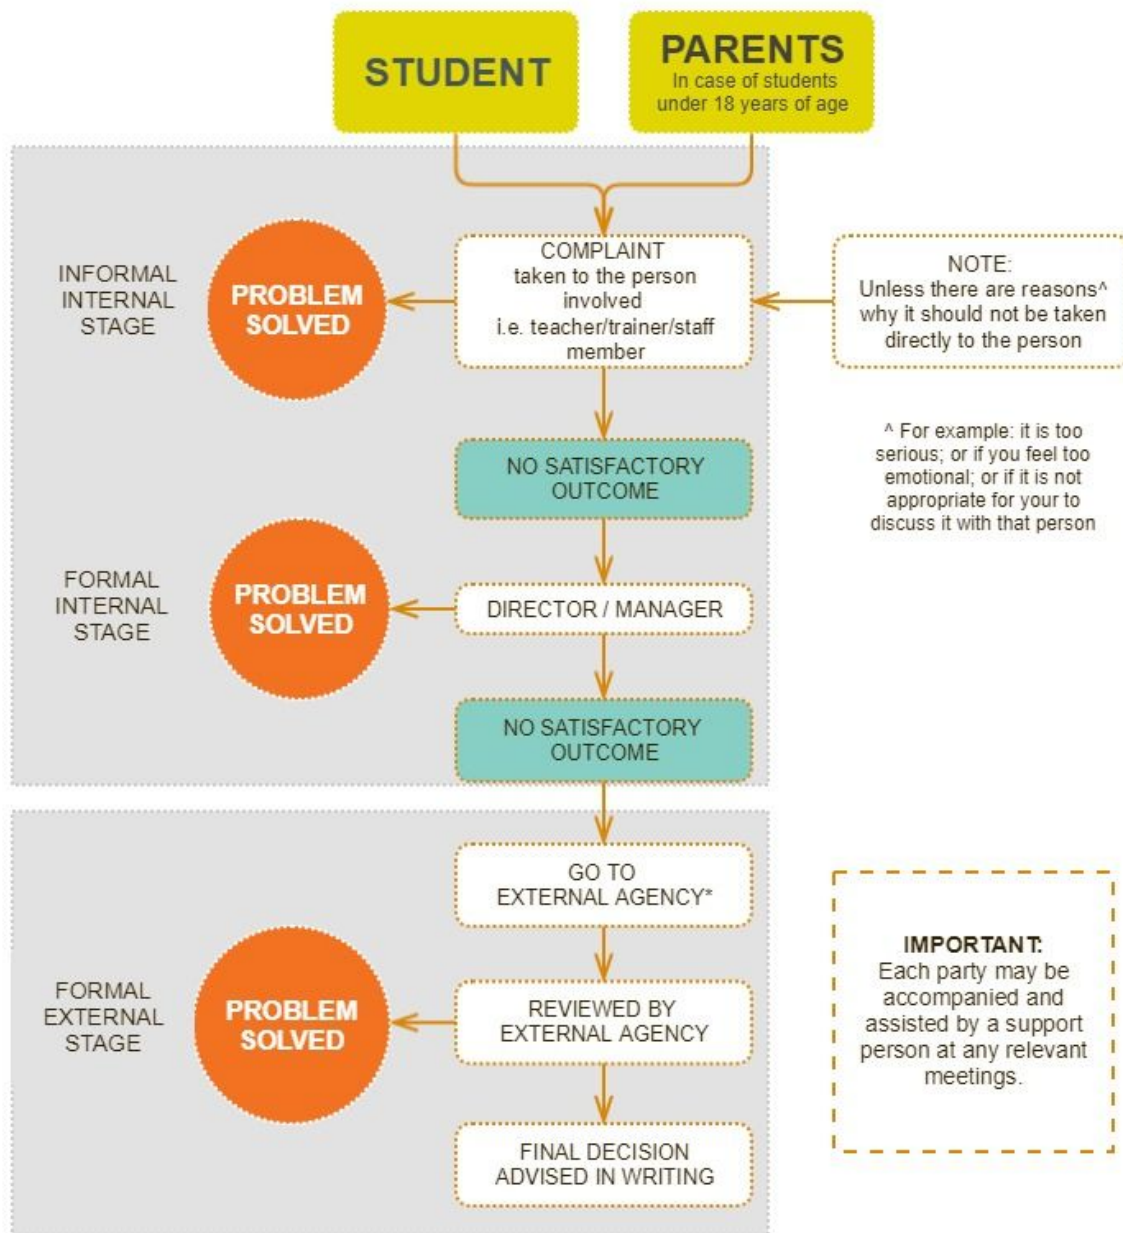 STUDENT
PARENTS
In case of students
under 18 years of age
INFORMAL
INTERNAL
STAGE
PROBLEM
SOLVED
COMPLAINT
taken to the person
involved
i.e. teacher/trainer/staff
member
NOTE:
Unless there are reasons^
why it should not be taken
directly to the person
^ For example: it is too
serious; or if you feel too
emotional; or if it is not
appropriate for your to
discuss it with that person
NO SATISFACTORY
OUTCOME
FORMAL
INTERNAL
STAGE
PROBLEM
SOLVED
DIRECTOR / MANAGER
NO SATISFACTORY
OUTCOME
GO TO
EXTERNAL AGENCY*
FORMAL
EXTERNAL
STAGE
PROBLEM
SOLVED
REVIEWED BY
EXTERNAL AGENCY
FINAL DECISION
ADVISED IN WRITING
IMPORTANT:
Each party may be
accompanied and
assisted by a support
person at any relevant
meetings.